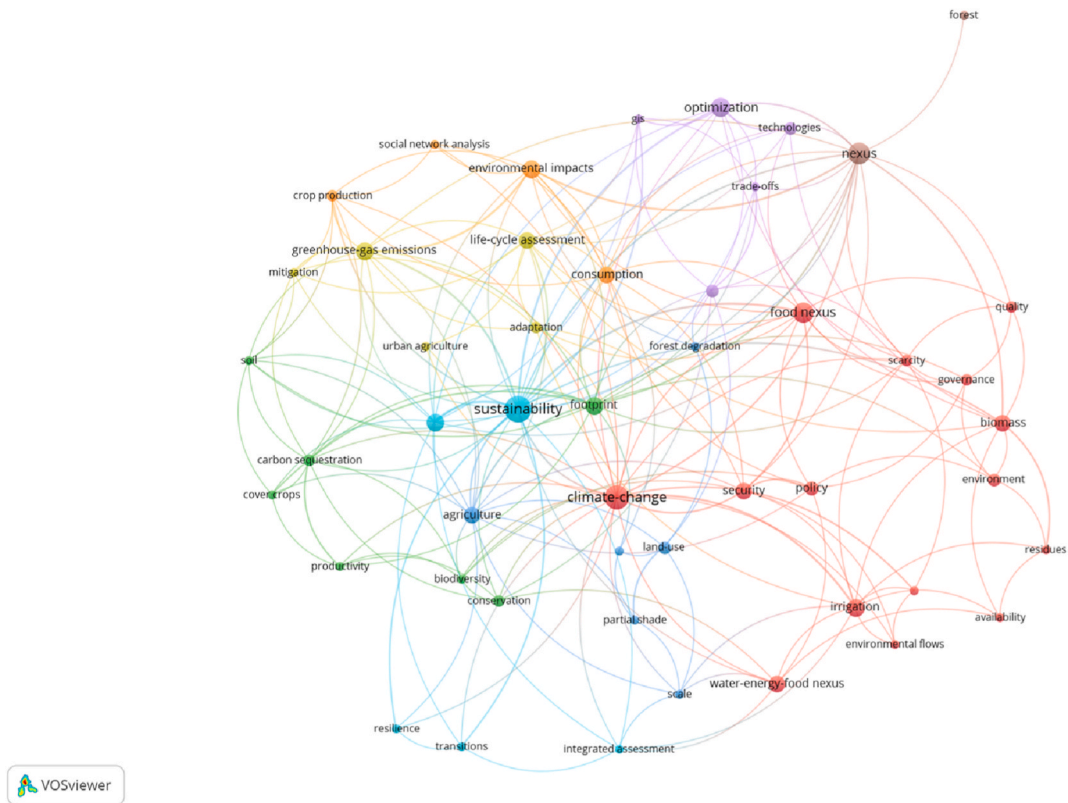 forest
optimization
gis
technologies
social network analysis
nexus
environmental impacts
trade-offs
crop production
life-cycle assessment
greenhouse-gas emissions
mitigation
consumption
quality
food nexus
adaptation
urban agriculture
forest degradation
soil
scarcity
governance
sustainability
footprint
biomass
carbon sequestration
environment
cover crops
climate-change
security
policy
agriculture
land-use
residues
productivity
biodiversity
conservation
irrigation
partial shade
availability
environmental flows
water-energy-food nexus
scale
resilience
transitions
integrated assessment
VOSviewer